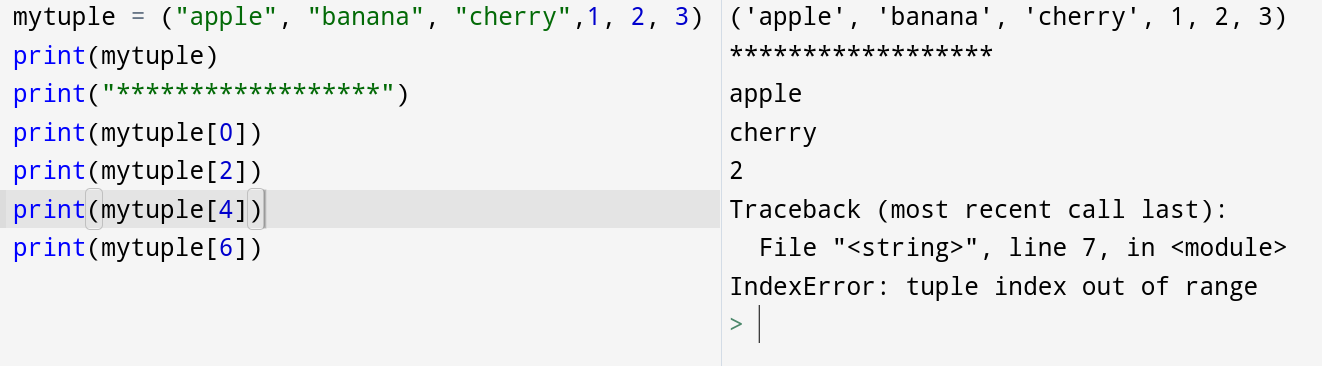 mytuple = ("apple", "banana", "cherry",1, 2, 3)
print(mytuple)
print("******************")
print(mytuple[0])
print(mytuple[2])
print(mytuple[4])
print(mytuple[6])
('apple', 'banana', 'cherry', 1, 2, 3)
******************
apple
cherry
2
Traceback (most recent call last):
  File "<string>", line 7, in <module>
IndexError: tuple index out of range
>